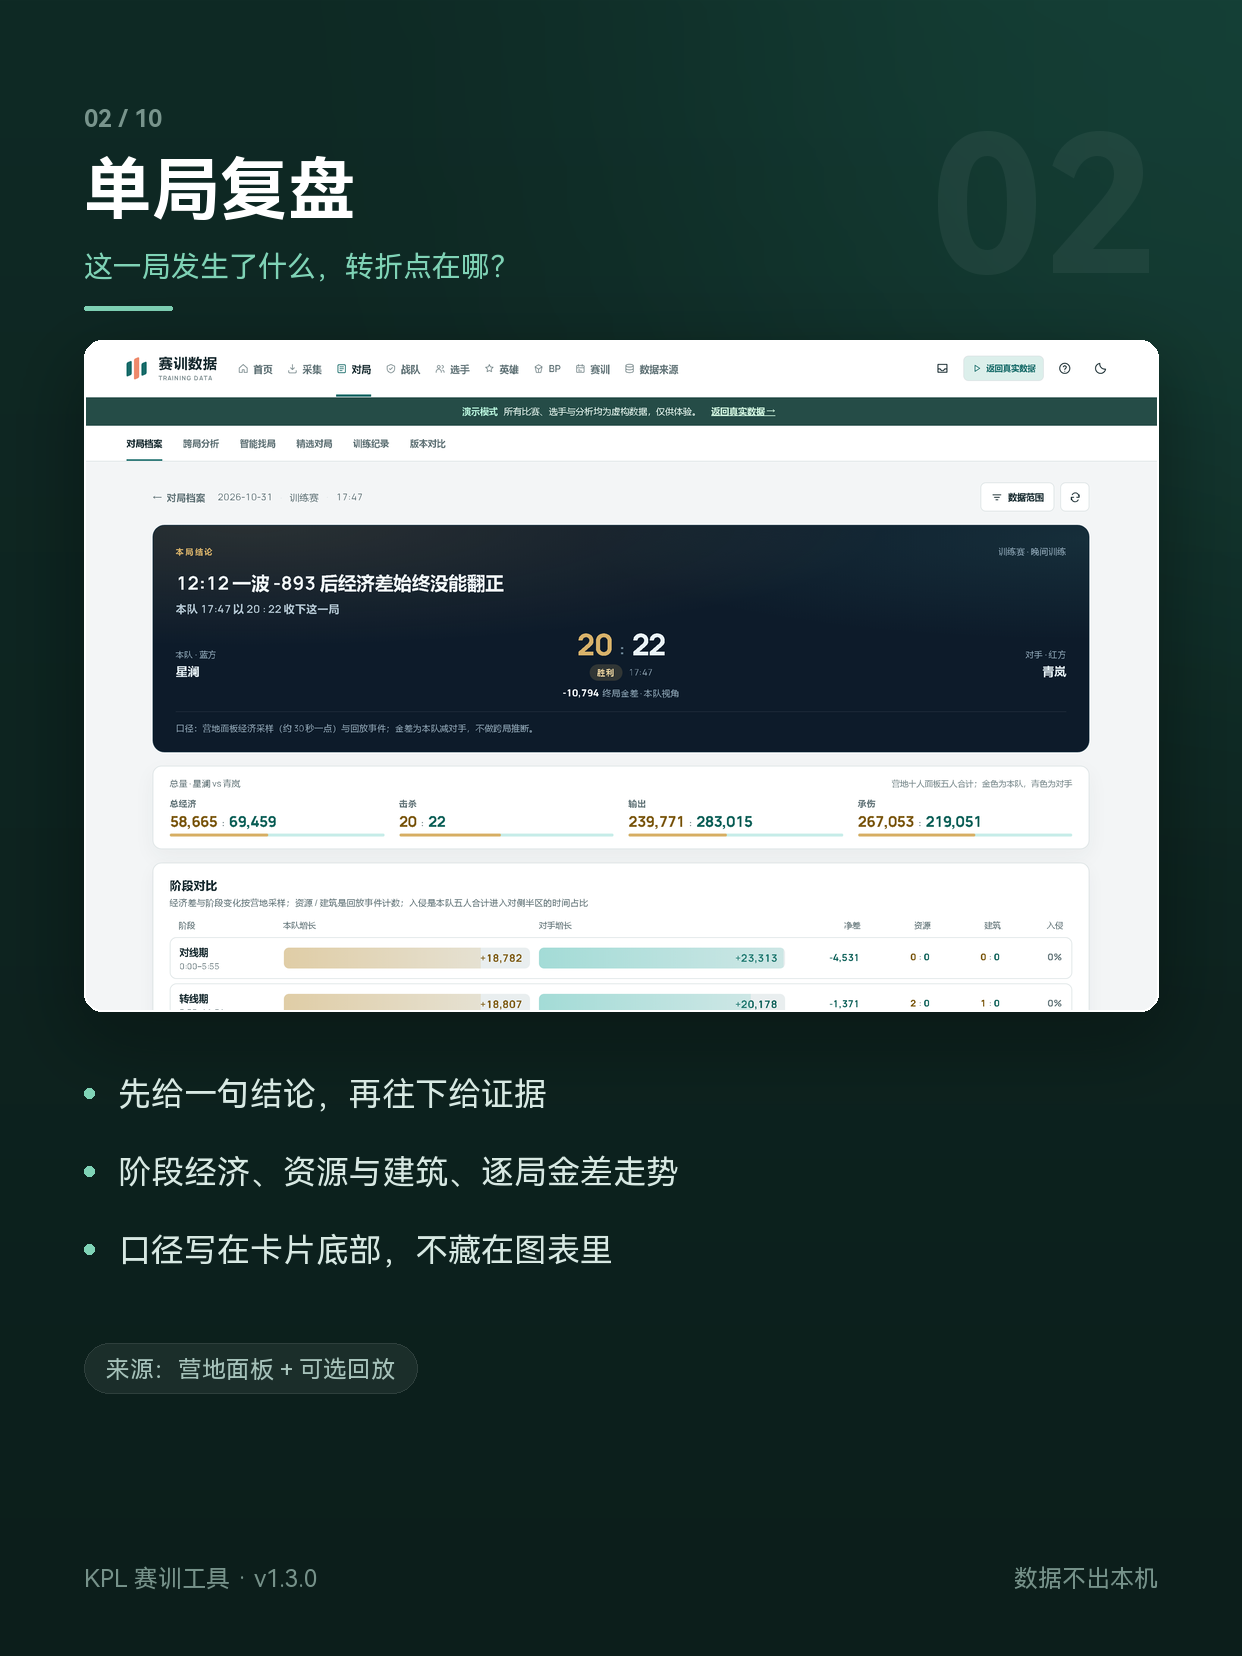 02 / 10
02
单局复盘
这一局发生了什么，转折点在哪？
赛训数据
TRAINING DATA
首页 采集 对局 战队 选手 英雄 BP 赛训 数据来源
返回真实数据
演示模式 所有比赛、选手与分析均为虚构数据，仅供体验。 返回真实数据→
对局档案 跨局分析 智能找局 精选对局 训练纪录 版本对比
← 对局档案 2026-10-31 训练赛 17:47
数据范围
本局结论
训练赛 · 晚间训练
12:12 一波 -893 后经济差始终没能翻正
本队 17:47 以 20 : 22 收下这一局
20 : 22
本队 · 蓝方
星澜
对手 · 红方
青岚
胜利 17:47
-10,794 终局金差 · 本队视角
口径：营地面板经济采样（约 30 秒一点）与回放事件；金差为本队减对手，不做跨局推断。
总量 · 星澜 vs 青岚
营地十人面板五人合计；金色为本队，青色为对手
总经济 击杀 输出 承伤
58,665 : 69,459 20 : 22 239,771 : 283,015 267,053 : 219,051
阶段对比
经济差与阶段变化按营地采样；资源 / 建筑是回放事件计数；入侵是本队五人合计进入对侧半区的时间占比
阶段 本队增长 对手增长 净差 资源 建筑 入侵
对线期 +18,782 +23,313 -4,531 0 : 0 0 : 0 0%
0:00–5:55
转线期 +18,807 +20,178 -1,371 2 : 0 1 : 0 0%
先给一句结论，再往下给证据
阶段经济、资源与建筑、逐局金差走势
口径写在卡片底部，不藏在图表里
来源：营地面板 + 可选回放
KPL 赛训工具 · v1.3.0
数据不出本机